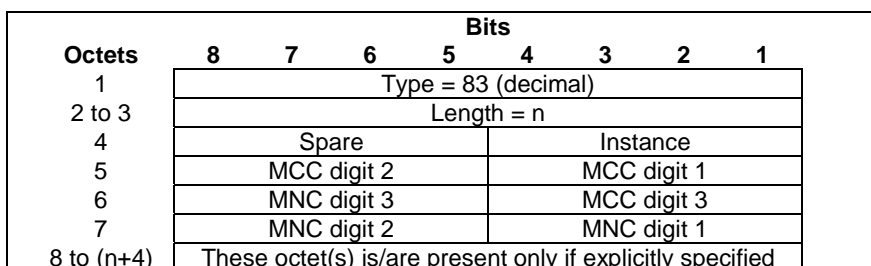 Bits
Octets 8 7 6 5 4 3 2 1
1 Type = 83 (decimal)
2 to 3 Length = n
4 Spare Instance
5 MCC digit 2 MCC digit 1
6 MNC digit 3 MCC digit 3
7 MNC digit 2 MNC digit 1
8 to (n+4) These octet(s) is/are present only if explicitly specified